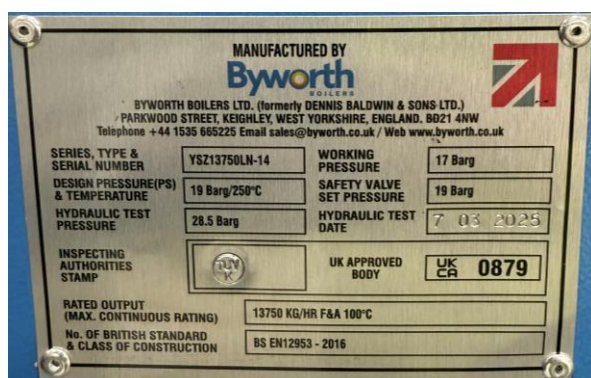 MANUFACTURED BY
Byworth
BOILERS
BYWORTH BOILERS LTD. (formerly DENNIS BALDWIN & SONS LTD.)
PARKWOOD STREET, KEIGHLEY, WEST YORKSHIRE, ENGLAND. BD21 4NW
Telephone +44 1535 665225 Email sales@byworth.co.uk / Web www.byworth.co.uk
SERIES, TYPE & SERIAL NUMBER YSZ13750LN-14 WORKING PRESSURE 17 Barg
DESIGN PRESSURE(PS) & TEMPERATURE 19 Barg/250°C SAFETY VALVE SET PRESSURE 19 Barg
HYDRAULIC TEST PRESSURE 28.5 Barg HYDRAULIC TEST DATE 7 03 2025
INSPECTING AUTHORITIES STAMP TUV K UK APPROVED BODY UK CA 0879
RATED OUTPUT (MAX. CONTINUOUS RATING) 13750 KG/HR F&A 100°C
No. OF BRITISH STANDARD & CLASS OF CONSTRUCTION BS EN12953 - 2016